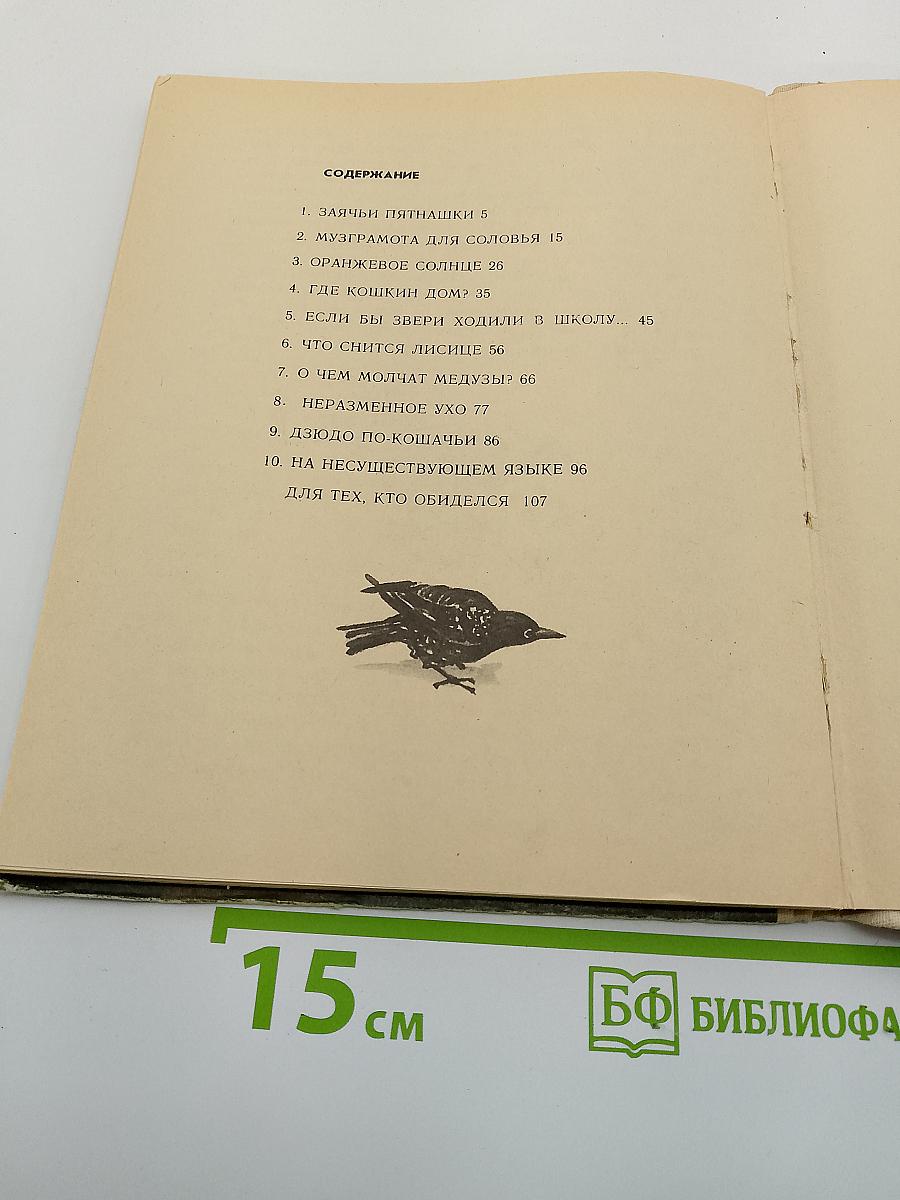 СОДЕРЖАНИЕ
1. ЗАЯЧЬИ ПЯТНАШКИ 5
2. МУЗГРАМОТА ДЛЯ СОЛОВЬЯ 15
3. ОРАНЖЕВОЕ СОЛНЦЕ 26
4. ГДЕ КОШКИН ДОМ? 35
5. ЕСЛИ БЫ ЗВЕРИ ХОДИЛИ В ШКОЛУ... 45
6. ЧТО СНИТСЯ ЛИСИЦЕ 56
7. О ЧЕМ МОЛЧАТ МЕДУЗЫ? 66
8. НЕРАЗМЕННОЕ УХО 77
9. ДЗЮДО ПО-КОШАЧЬИ 86
10. НА НЕСУЩЕСТВУЮЩЕМ ЯЗЫКЕ 96
ДЛЯ ТЕХ, КТО ОБИДЕЛСЯ 107
15 см
БФ БИБЛИОФА